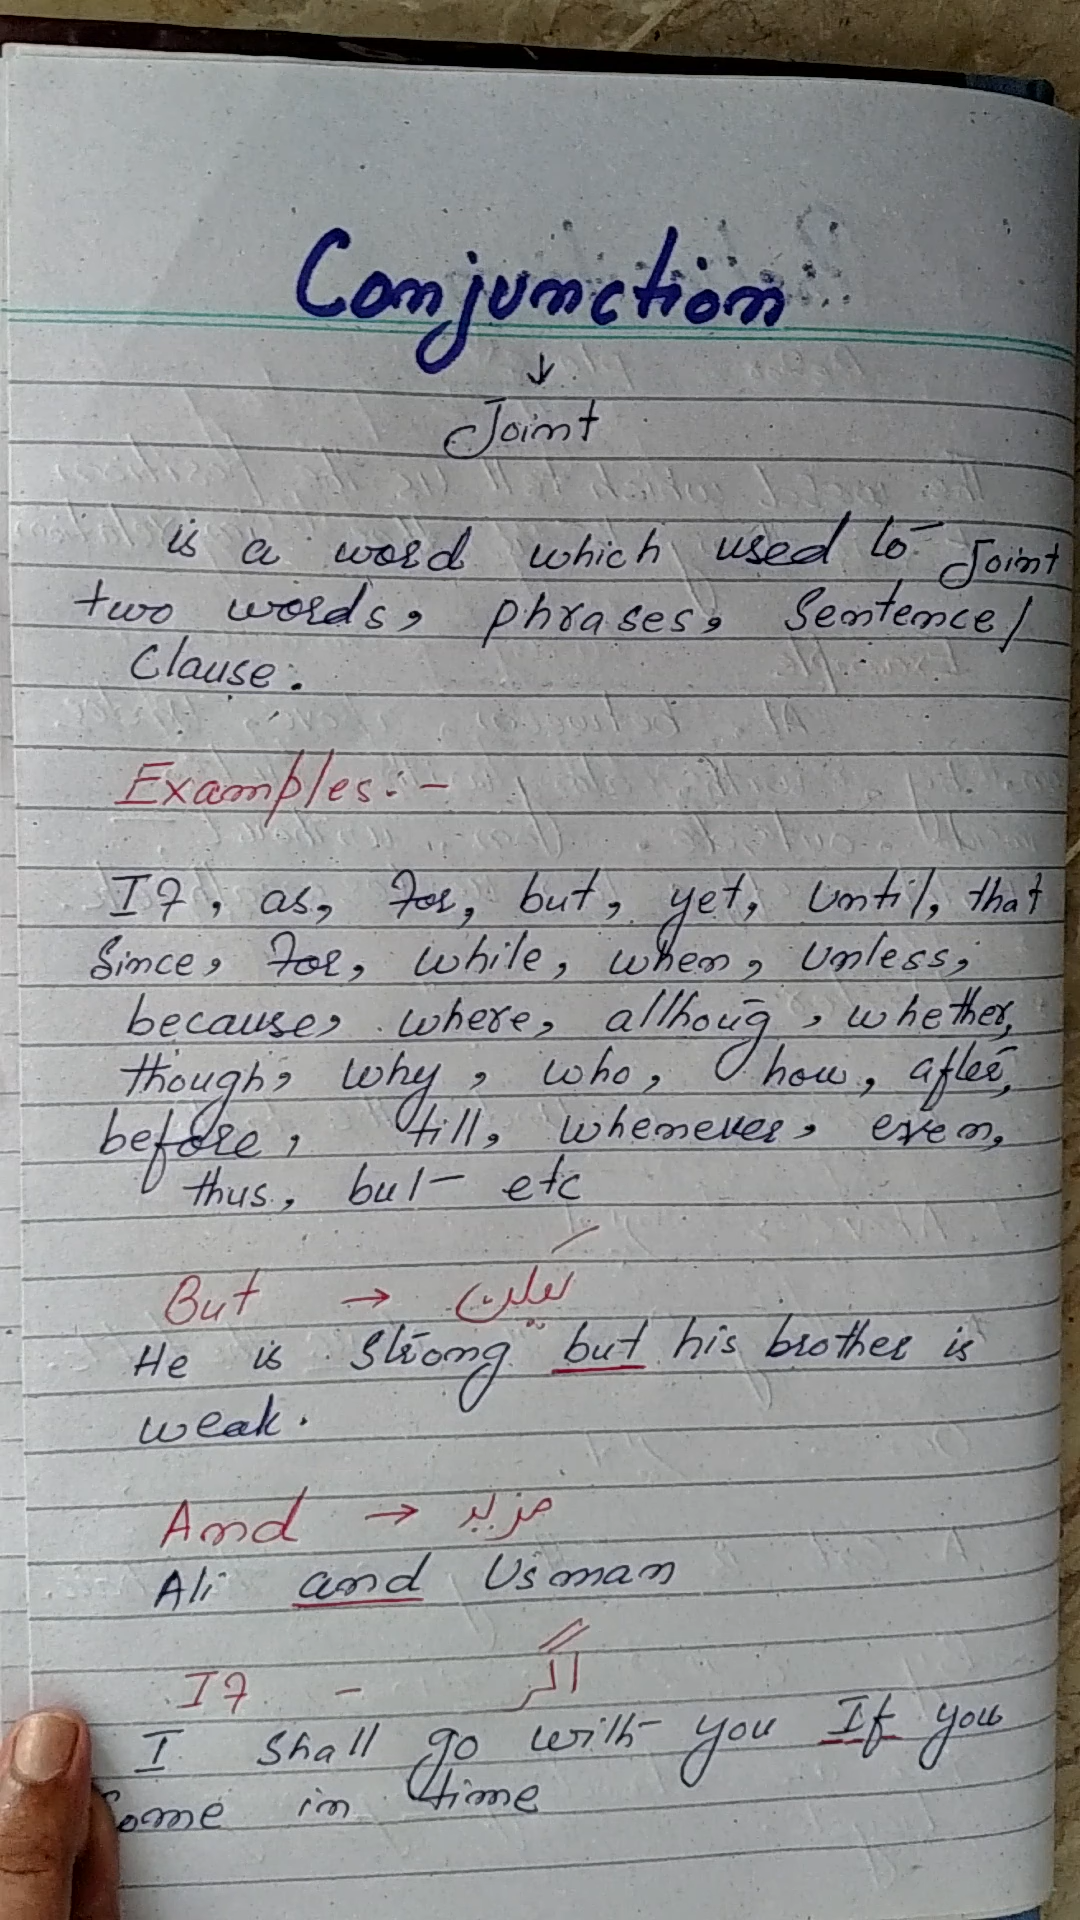 Conjunction
↓
Joint
is a word which used to Joint
two words, phrases, Sentence/
Clause.
Examples:-
If, as, For, but, yet, Until, that
Since, For, while, when, Unless,
because, where, althoug, whether,
though, why, who, how, after,
before, till, whenever, even,
thus, but etc
But → لیکن
He is strong but his brother is
weak.
And → مزید
Ali and Usman
If - اگر
I shall go with you If you
Come in time